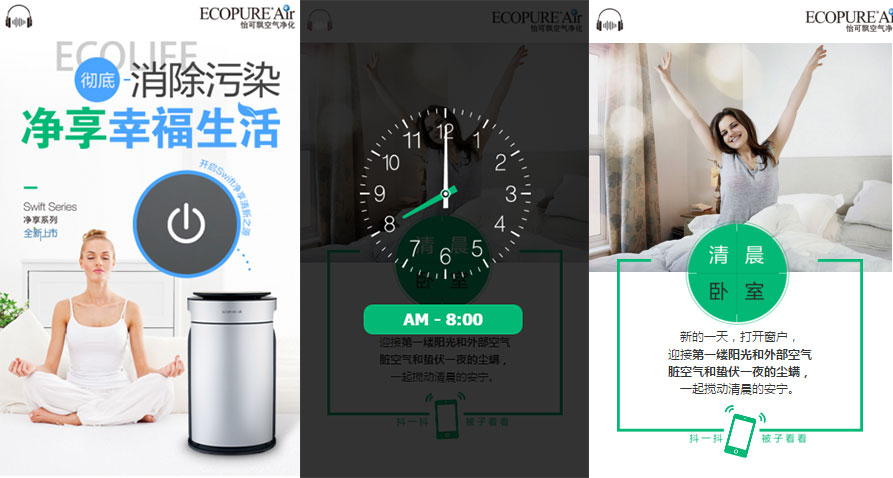 ECOPURE Air
怡可飘空气净化
ECOLIFE
彻底-消除污染
净享幸福生活
开启Swift净享清新之旅
Swift Series
净享系列
全新上市
ECOPURE Air
怡可飘空气净化
12
1
2
3
4
5
6
7
8
9
10
11
清晨
卧室
AM - 8:00
迎接第一缕阳光和外部空气
脏空气和蛰伏一夜的尘螨，
一起搅动清晨的安宁。
抖一抖 被子看看
ECOPURE Air
怡可飘空气净化
清晨
卧室
新的一天，打开窗户，
迎接第一缕阳光和外部空气
脏空气和蛰伏一夜的尘螨，
一起搅动清晨的安宁。
抖一抖 被子看看